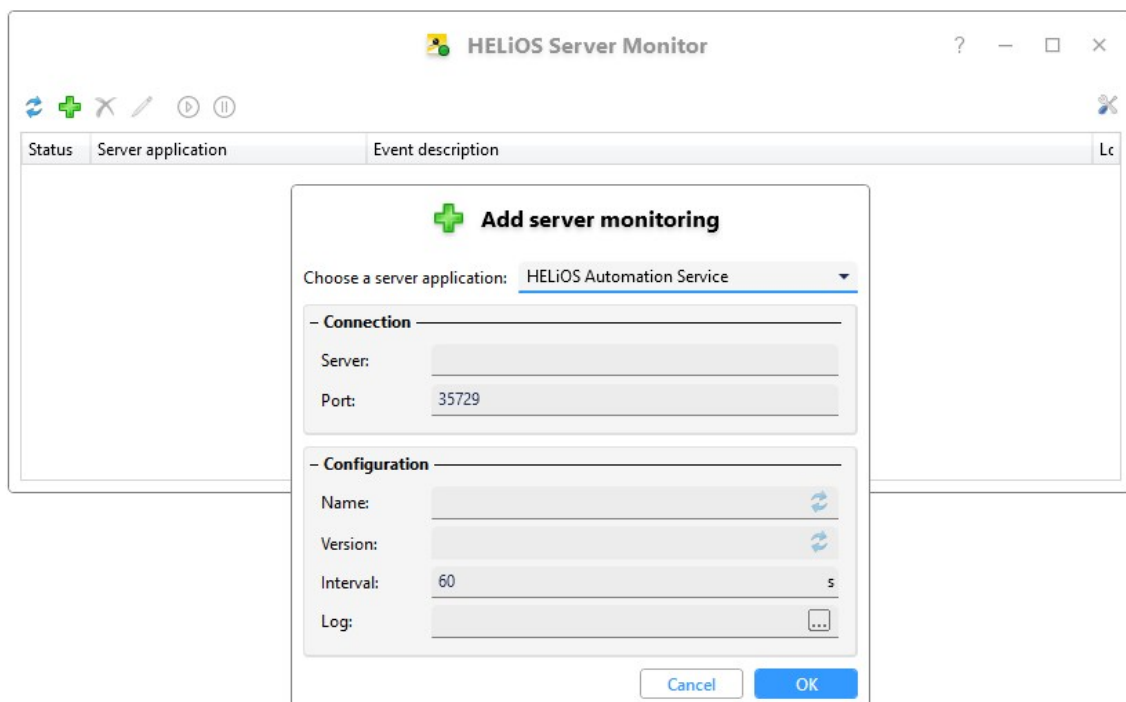 HELiOS Server Monitor
Status Server application Event description Lo
Add server monitoring
Choose a server application: HELiOS Automation Service
Connection
Server:
Port: 35729
Configuration
Name:
Version:
Interval: 60 s
Log: ...
Cancel OK